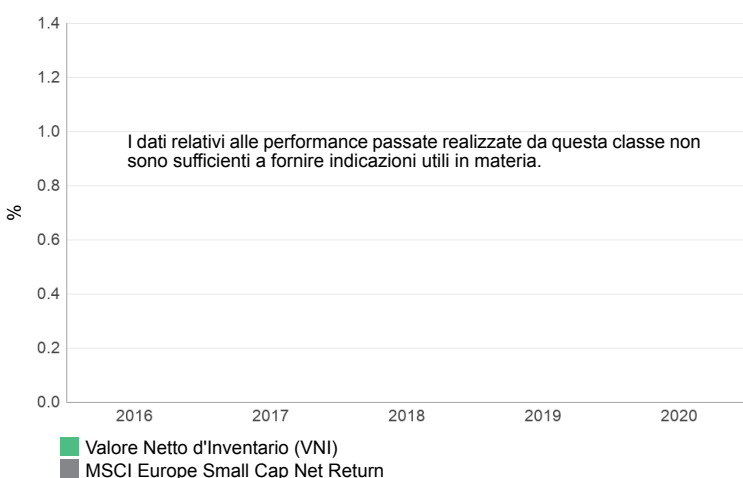 1.4
1.2
1.0
I dati relativi alle performance passate realizzate da questa classe non
sono sufficienti a fornire indicazioni utili in materia.
0.8
%
0.6
0.4
0.2
0.0
2016 2017 2018 2019 2020
Valore Netto d'Inventario (VNI)
MSCI Europe Small Cap Net Return